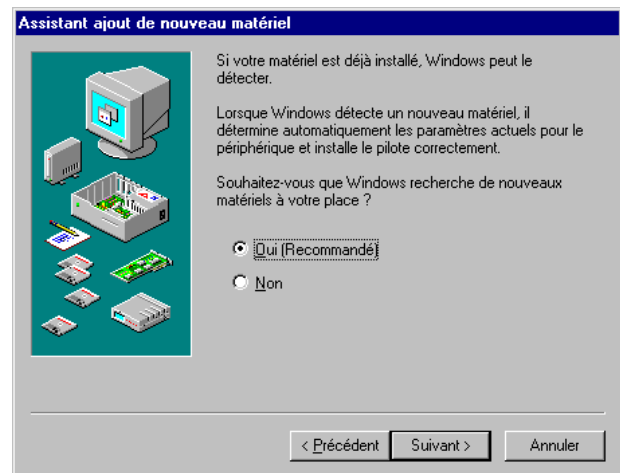 Assistant ajout de nouveau matériel
Si votre matériel est déjà installé, Windows peut le
détecter.
Lorsque Windows détecte un nouveau matériel, il
détermine automatiquement les paramètres actuels pour le
périphérique et installe le pilote correctement.
Souhaitez-vous que Windows recherche de nouveaux
matériels à votre place ?
Oui (Recommandé)
Non
< Précédent
Suivant >
Annuler